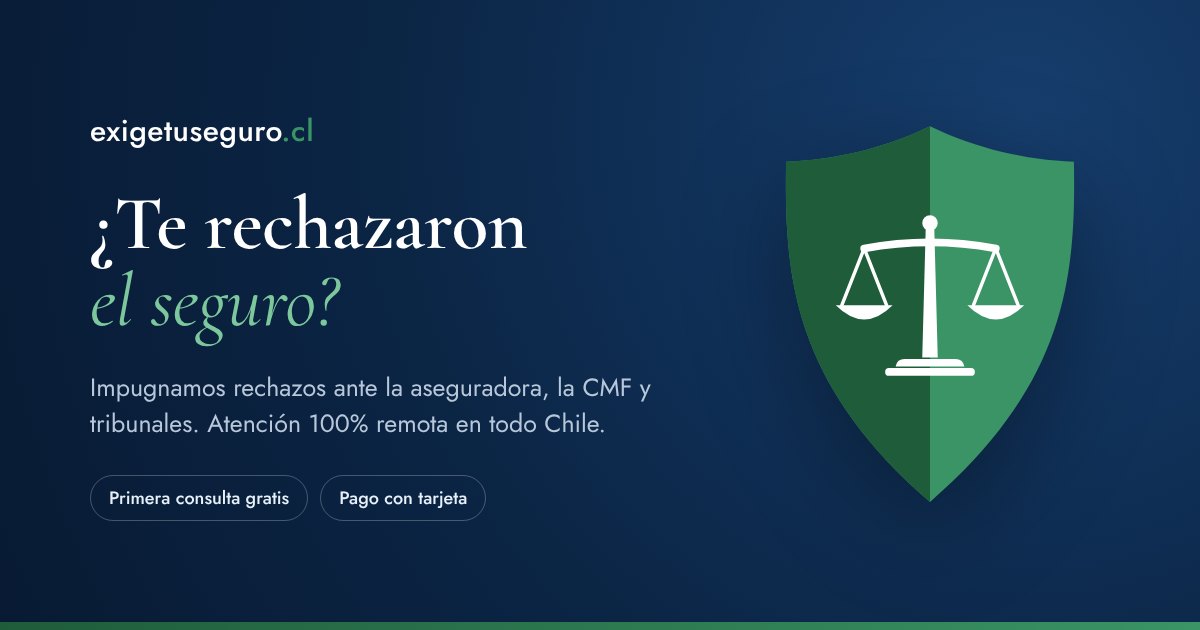 exigetuseguro.cl
¿Te rechazaron
el seguro?
Impugnamos rechazos ante la aseguradora, la CMF y
tribunales. Atención 100% remota en todo Chile.
Primera consulta gratis
Pago con tarjeta